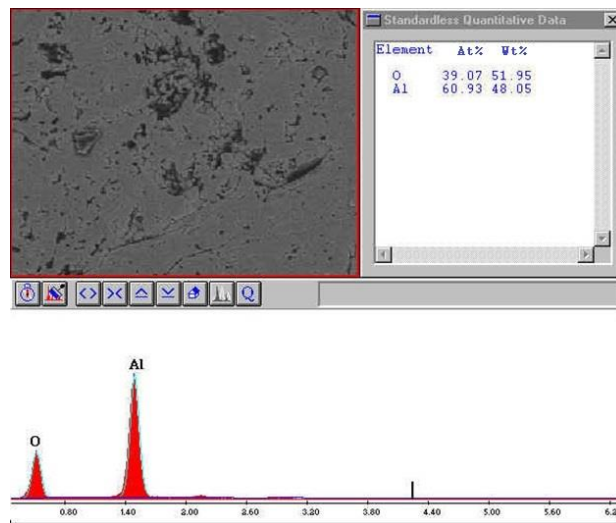 Standardless Quantitative Data
Element At% Wt%
O 39.07 51.95
Al 60.93 48.05
Q
Al
O
0.80 1.40 2.00 2.60 3.20 3.80 4.40 5.00 5.60 6.2